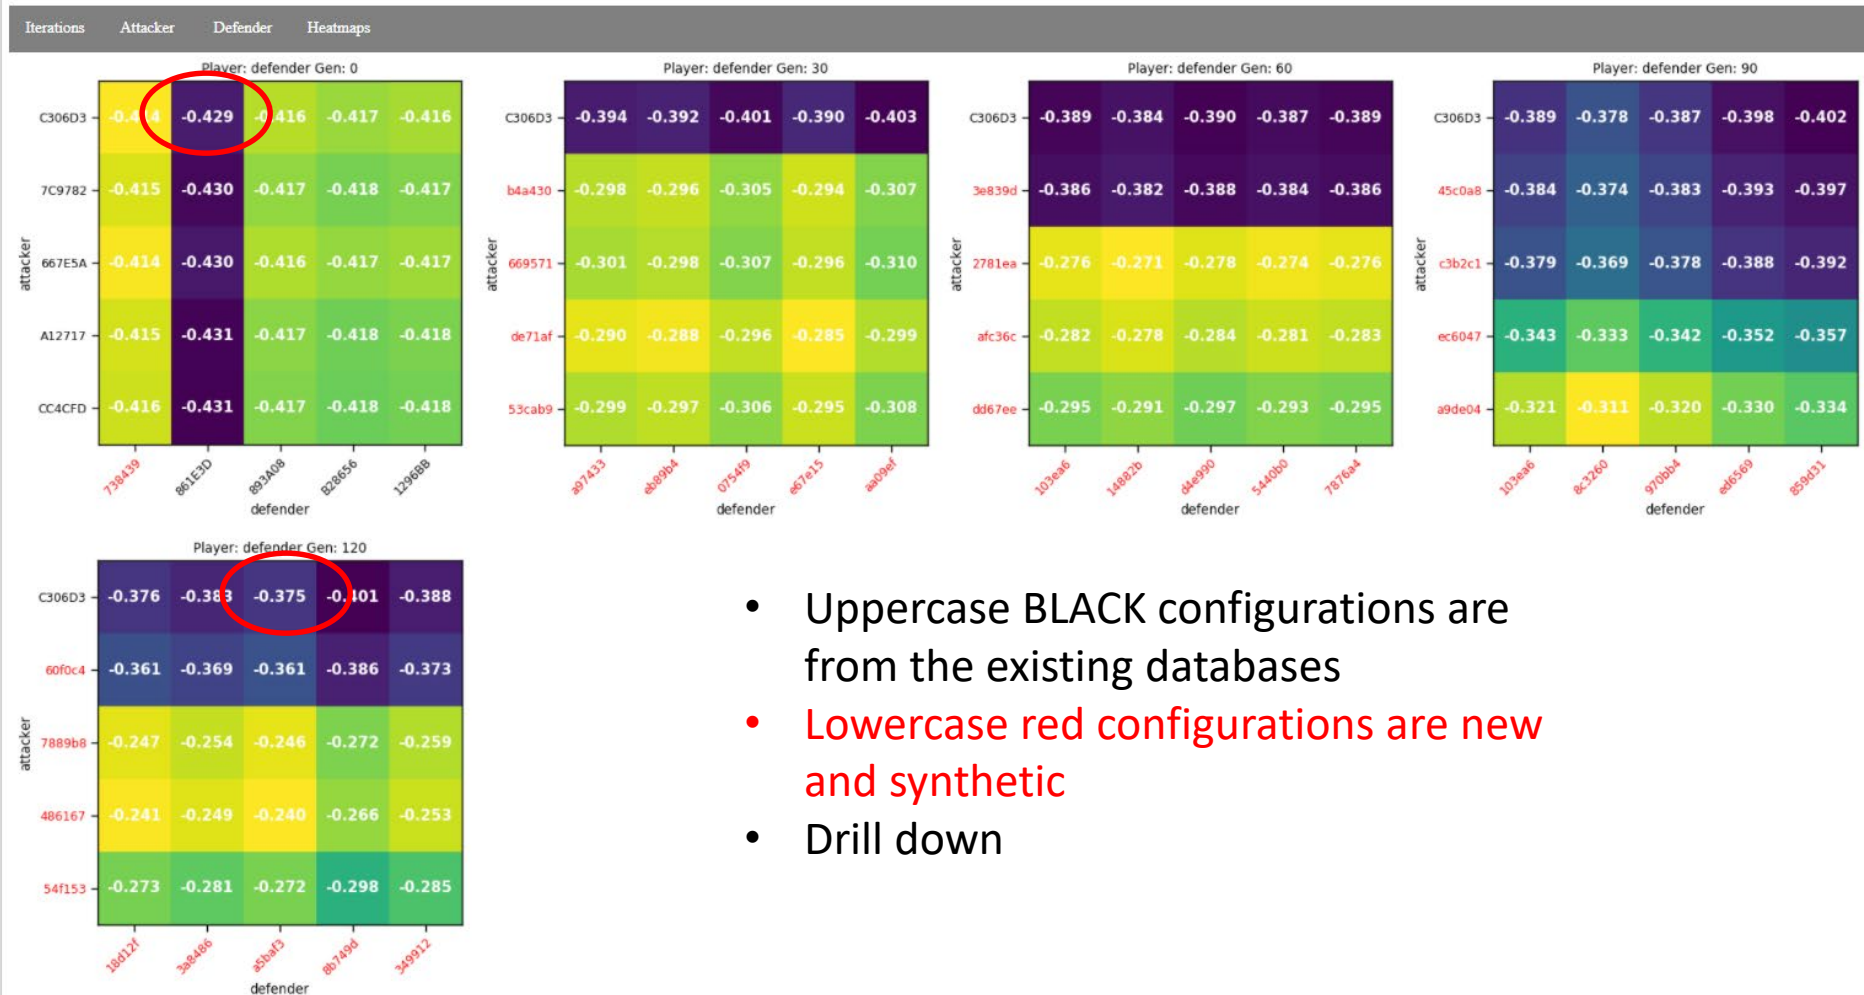 Iterations Attacker Defender Heatmaps
Player: defender Gen: 0
C306D3 -0.429 -0.416 -0.417 -0.416
7C9782 -0.415 -0.430 -0.417 -0.418 -0.417
667E5A -0.414 -0.430 -0.416 -0.417 -0.417
A12717 -0.415 -0.431 -0.417 -0.418 -0.418
CC4CFD -0.416 -0.431 -0.417 -0.418 -0.418
attacker
738439 861E3D 893A08 828656 1296BB
defender
Player: defender Gen: 30
C306D3 -0.394 -0.392 -0.401 -0.390 -0.403
b4a430 -0.298 -0.296 -0.305 -0.294 -0.307
669571 -0.301 -0.298 -0.307 -0.296 -0.310
de71af -0.290 -0.288 -0.296 -0.285 -0.299
53cab9 -0.299 -0.297 -0.306 -0.295 -0.308
attacker
a97433 eb89b4 0754f9 e67e15 aa09ef
defender
Player: defender Gen: 60
C306D3 -0.389 -0.384 -0.390 -0.387 -0.389
3e839d -0.386 -0.382 -0.388 -0.384 -0.386
2781ea -0.276 -0.271 -0.278 -0.274 -0.276
afc36c -0.282 -0.278 -0.284 -0.281 -0.283
dd67ee -0.295 -0.291 -0.297 -0.293 -0.295
attacker
103ea6 14882b d4e990 5440b0 7876a4
defender
Player: defender Gen: 90
C306D3 -0.389 -0.378 -0.387 -0.398 -0.402
45c0a8 -0.384 -0.374 -0.383 -0.393 -0.397
c3b2c1 -0.379 -0.369 -0.378 -0.388 -0.392
ec6047 -0.343 -0.333 -0.342 -0.352 -0.357
a9de04 -0.321 -0.311 -0.320 -0.330 -0.334
attacker
103ea6 8c3260 970bb4 ed6569 859d31
defender
Player: defender Gen: 120
C306D3 -0.376 -0.383 -0.375 -0.401 -0.388
60f0c4 -0.361 -0.369 -0.361 -0.386 -0.373
7889b8 -0.247 -0.254 -0.246 -0.272 -0.259
486167 -0.241 -0.249 -0.240 -0.266 -0.253
54f153 -0.273 -0.281 -0.272 -0.298 -0.285
attacker
18d12f 3a8486 a5baf3 8b749d 349912
defender
• Uppercase BLACK configurations are
from the existing databases
• Lowercase red configurations are new
and synthetic
• Drill down